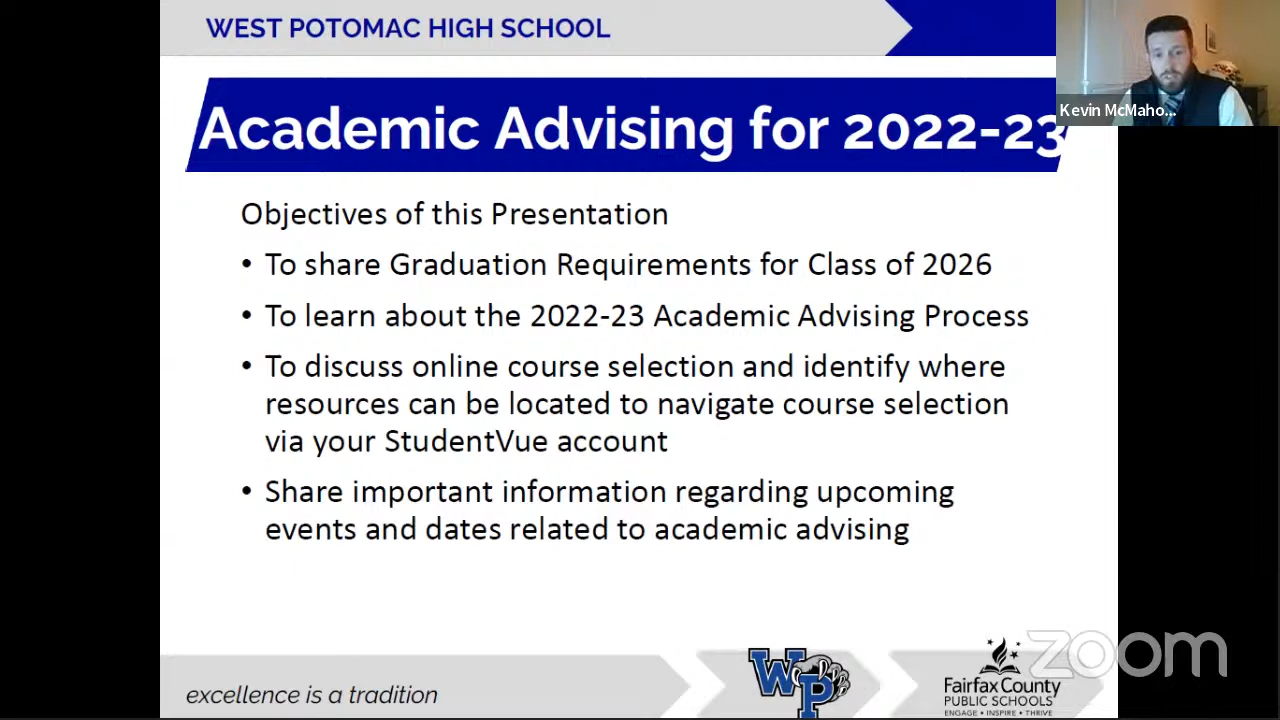 WEST POTOMAC HIGH SCHOOL
Kevin McMaho...
Academic Advising for 2022-23
Objectives of this Presentation
• To share Graduation Requirements for Class of 2026
• To learn about the 2022-23 Academic Advising Process
• To discuss online course selection and identify where
resources can be located to navigate course selection
via your StudentVue account
• Share important information regarding upcoming
events and dates related to academic advising
excellence is a tradition
WP
Fairfax County
PUBLIC SCHOOLS
ENGAGE • INSPIRE • THRIVE
zoom